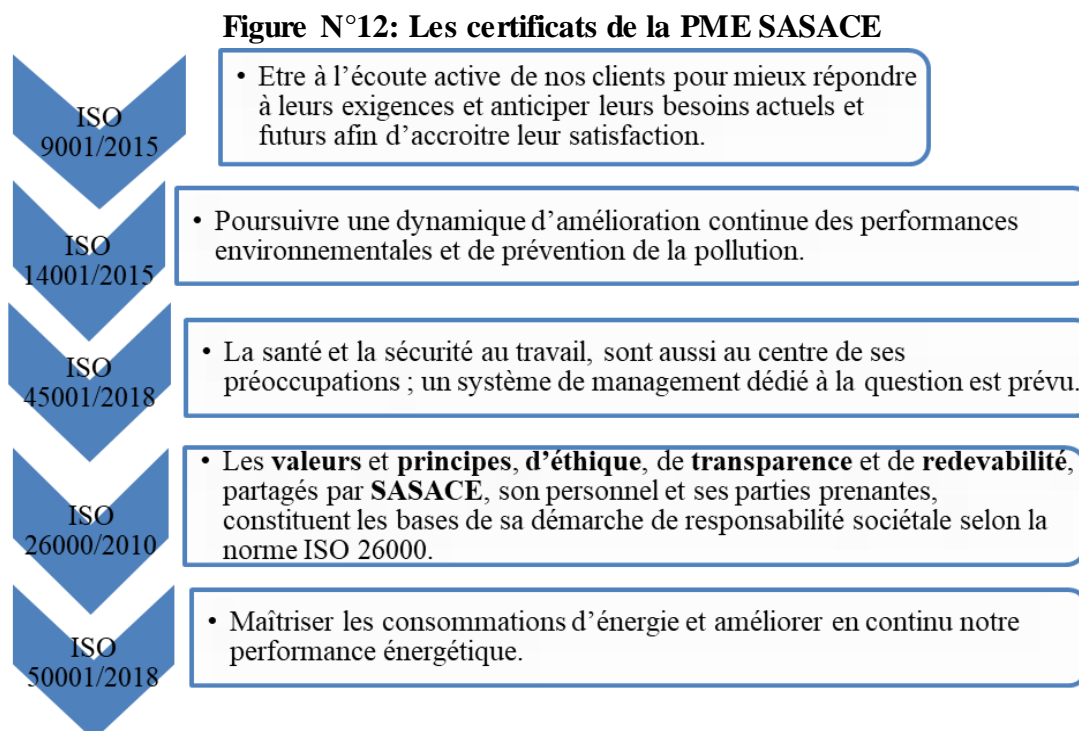 Figure N°12: Les certificats de la PME SASACE
ISO
9001/2015
• Etre à l’écoute active de nos clients pour mieux répondre
à leurs exigences et anticiper leurs besoins actuels et
futurs afin d’accroitre leur satisfaction.
ISO
14001/2015
• Poursuivre une dynamique d’amélioration continue des performances
environnementales et de prévention de la pollution.
ISO
45001/2018
• La santé et la sécurité au travail, sont aussi au centre de ses
préoccupations ; un système de management dédié à la question est prévu.
ISO
26000/2010
• Les valeurs et principes, d’éthique, de transparence et de redevabilité,
partagés par SASACE, son personnel et ses parties prenantes,
constituent les bases de sa démarche de responsabilité sociétale selon la
norme ISO 26000.
ISO
50001/2018
• Maîtriser les consommations d’énergie et améliorer en continu notre
performance énergétique.